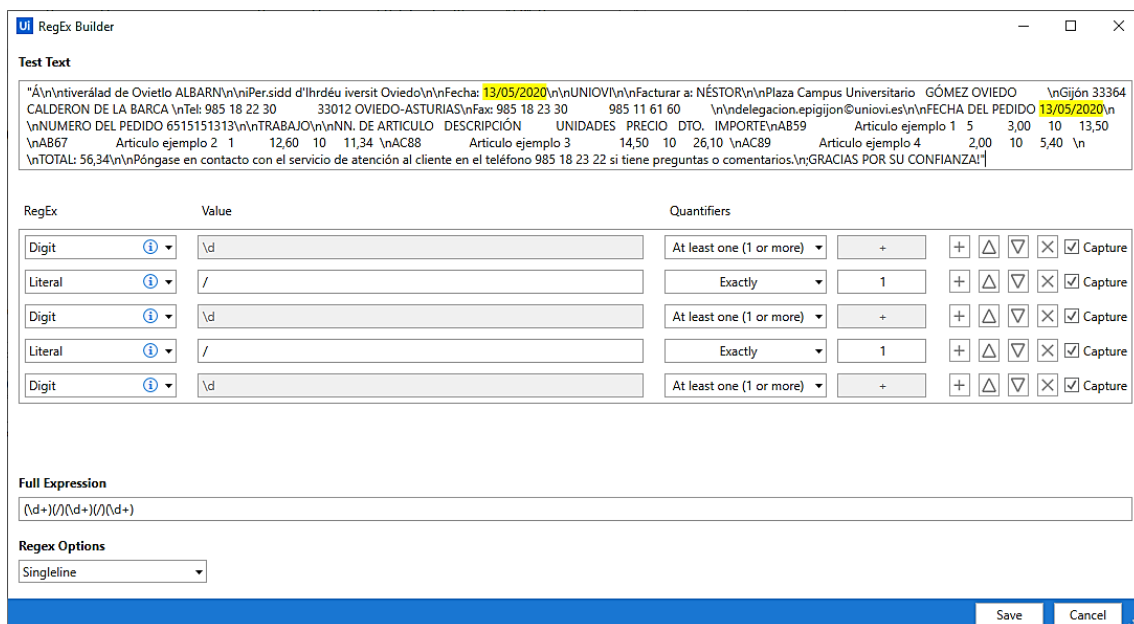 Ui RegEx Builder
Test Text
"Á\n\ntiverálad de Ovietlo ALBARN\n\niPer.sidd d'Ihrdéu iversit Oviedo\n\nFecha: 13/05/2020\n\nUNIOVI\n\nFacturar a: NÉSTOR\n\nPlaza Campus Universitario GÓMEZ OVIEDO \nGijón 33364
CALDERON DE LA BARCA \nTel: 985 18 22 30 33012 OVIEDO-ASTURIAS\nFax: 985 18 23 30 985 11 61 60 \n\ndelegacion.epigijon©uniovi.es\n\nFECHA DEL PEDIDO 13/05/2020\n
\nNUMERO DEL PEDIDO 6515151313\n\nTRABAJO\n\nNN. DE ARTICULO DESCRIPCIÓN UNIDADES PRECIO DTO. IMPORTE\nAB59 Articulo ejemplo 1 5 3,00 10 13,50
\nAB67 Articulo ejemplo 2 1 12,60 10 11,34 \nAC88 Articulo ejemplo 3 14,50 10 26,10 \nAC89 Articulo ejemplo 4 2,00 10 5,40 \n
\nTOTAL: 56,34\n\nPóngase en contacto con el servicio de atención al cliente en el teléfono 985 18 23 22 si tiene preguntas o comentarios.\n;GRACIAS POR SU CONFIANZA!"
RegEx Value Quantifiers
Digit \d At least one (1 or more) + Capture
Literal / Exactly 1 Capture
Digit \d At least one (1 or more) + Capture
Literal / Exactly 1 Capture
Digit \d At least one (1 or more) + Capture
Full Expression
(\d+)(/)(\d+)(/)(\d+)
Regex Options
Singleline
Save Cancel